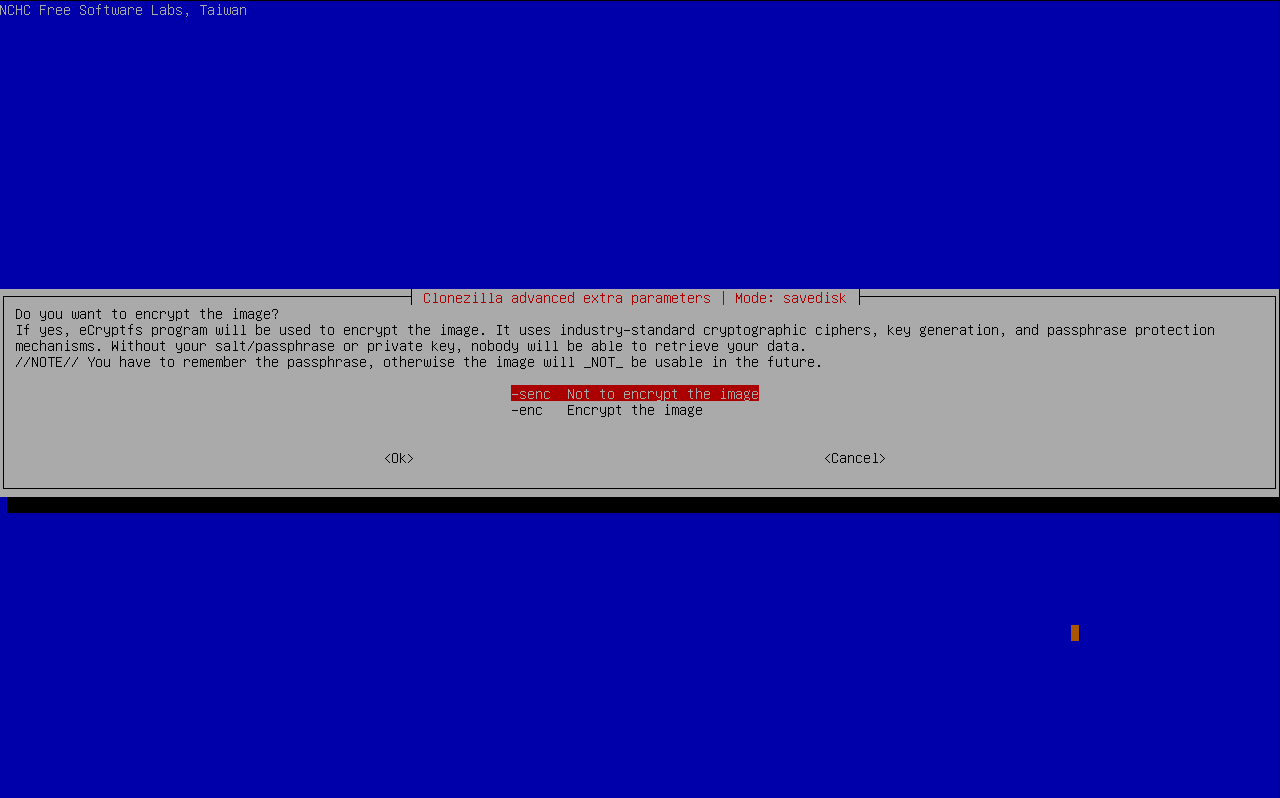 NCHC Free Software Labs, Taiwan
Clonezilla advanced extra parameters | Mode: savedisk
Do you want to encrypt the image?
If yes, eCryptfs program will be used to encrypt the image. It uses industry-standard cryptographic ciphers, key generation, and passphrase protection
mechanisms. Without your salt/passphrase or private key, nobody will be able to retrieve your data.
//NOTE// You have to remember the passphrase, otherwise the image will _NOT_ be usable in the future.
-senc  Not to encrypt the image
-enc   Encrypt the image
<Ok> <Cancel>